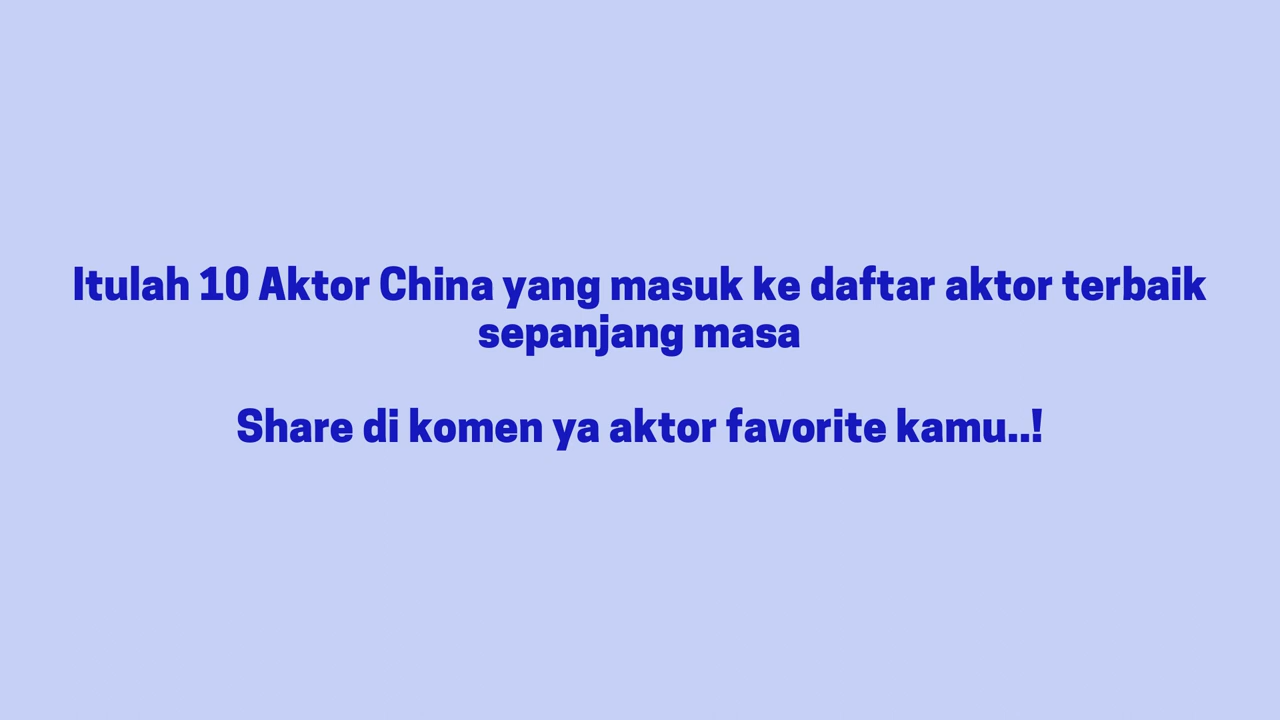 Itulah 10 Aktor China yang masuk ke daftar aktor terbaik
sepanjang masa
Share di komen ya aktor favorite kamu..!